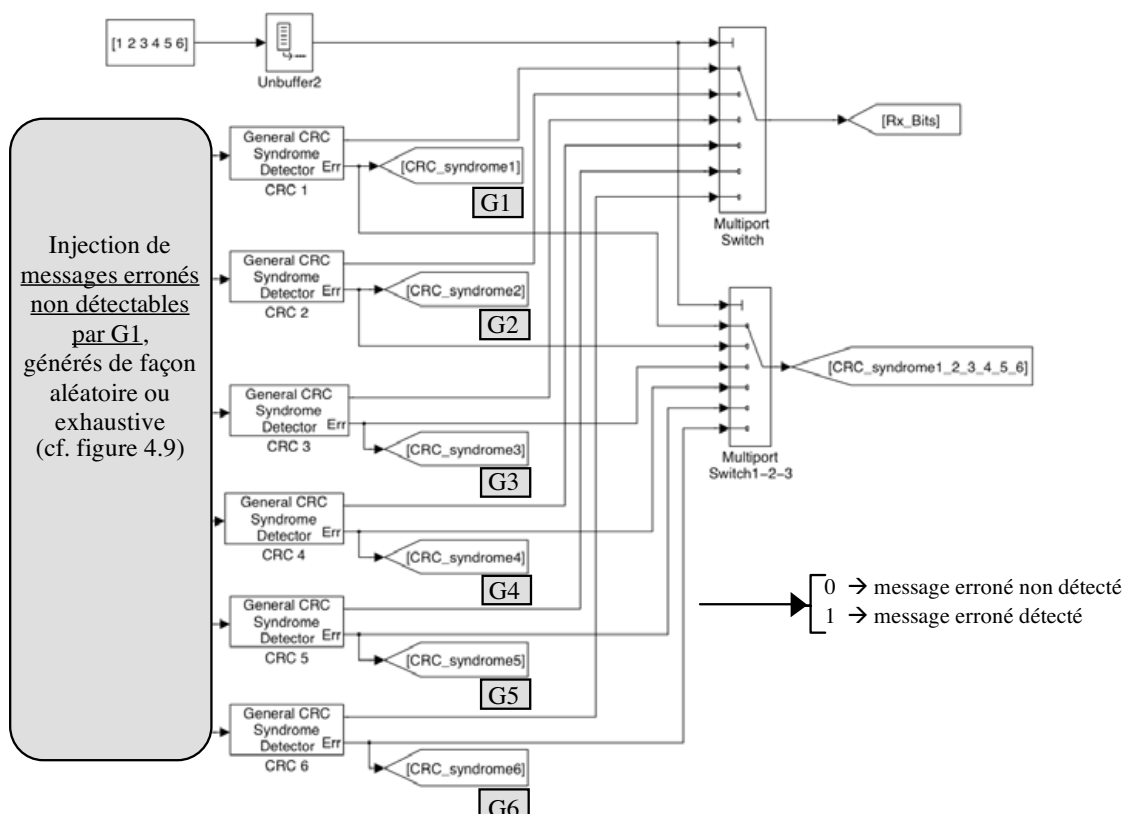 [1 2 3 4 5 6]
Unbuffer2
[Rx_Bits]
Multiport
Switch
General CRC
Syndrome
Detector
Err
CRC 1
[CRC_syndrome1]
G1
Injection de
messages erronés
non détectables
par G1,
générés de façon
aléatoire ou
exhaustive
(cf. figure 4.9)
General CRC
Syndrome
Detector
Err
CRC 2
[CRC_syndrome2]
G2
[CRC_syndrome1_2_3_4_5_6]
Multiport
Switch1-2-3
General CRC
Syndrome
Detector
Err
CRC 3
[CRC_syndrome3]
G3
General CRC
Syndrome
Detector
Err
CRC 4
[CRC_syndrome4]
G4
0 → message erroné non détecté
1 → message erroné détecté
General CRC
Syndrome
Detector
Err
CRC 5
[CRC_syndrome5]
G5
General CRC
Syndrome
Detector
Err
CRC 6
[CRC_syndrome6]
G6